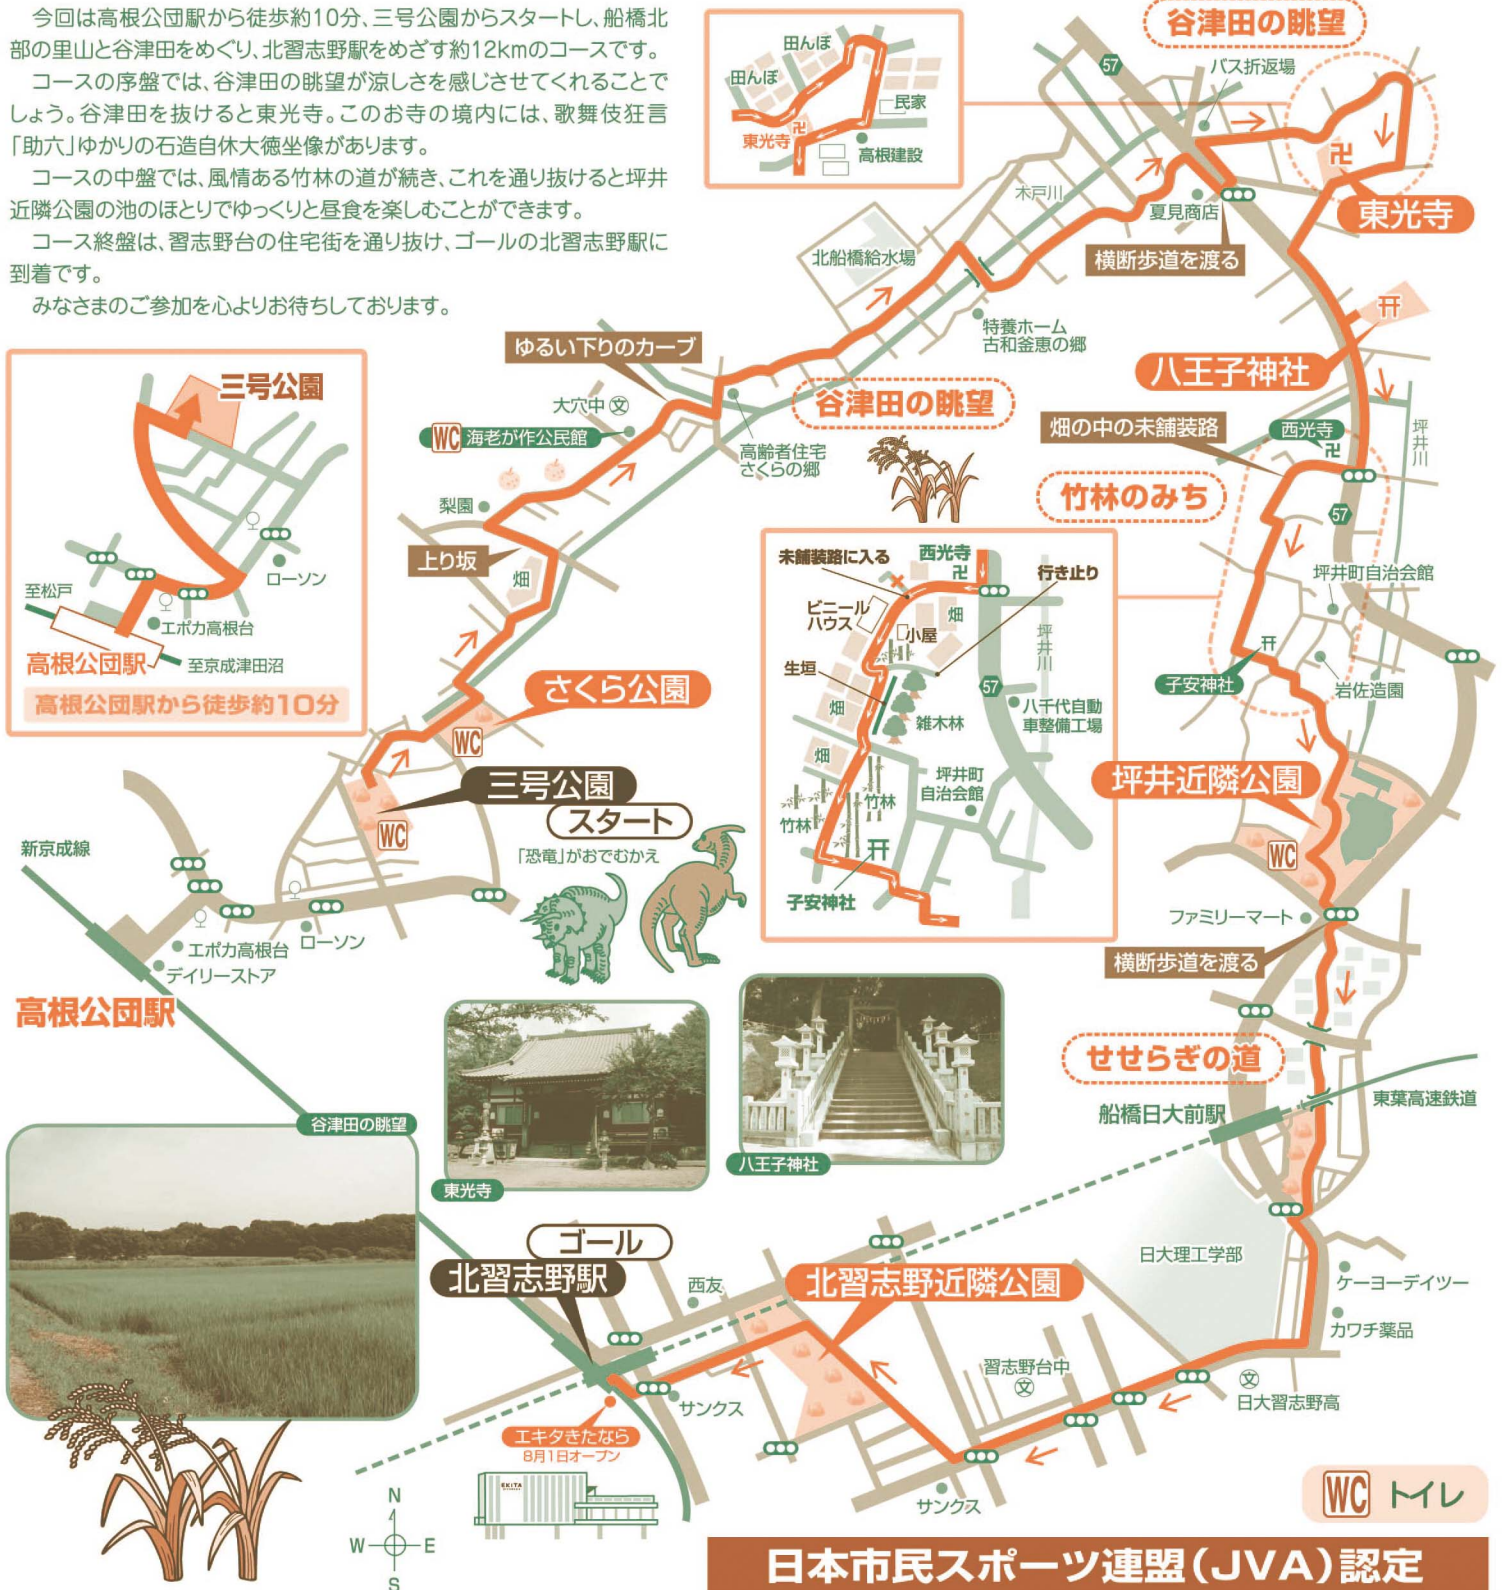 今回は高根公団駅から徒歩約10分、三号公園からスタートし、船橋北
部の里山と谷津田をめぐり、北習志野駅をめざす約12kmのコースです。
コースの序盤では、谷津田の眺望が涼しさを感じさせてくれることで
しょう。谷津田を抜けると東光寺。このお寺の境内には、歌舞伎狂言
「助六」ゆかりの石造自休大徳坐像があります。
コースの中盤では、風情ある竹林の道が続き、これを通り抜けると坪井
近隣公園の池のほとりでゆっくりと昼食を楽しむことができます。
コース終盤は、習志野台の住宅街を通り抜け、ゴールの北習志野駅に
到着です。
みなさまのご参加を心よりお待ちしております。
田んぼ
田んぼ
民家
東光寺
高根建設
谷津田の眺望
57
バス折返場
東光寺
木戸川
夏見商店
横断歩道を渡る
北船橋給水場
特養ホーム
古和釜恵の郷
八王子神社
ゆるい下りのカーブ
大穴中
文
WC
海老が作公民館
谷津田の眺望
高齢者住宅
さくらの郷
梨園
上り坂
畑
三号公園
ローソン
至松戸
エポカ高根台
高根公団駅
至京成津田沼
高根公団駅から徒歩約10分
畑の中の未舗装路
西光寺
坪井川
竹林のみち
57
坪井町自治会館
子安神社
岩佐造園
未舗装路に入る
西光寺
行き止り
ビニール
ハウス
畑
小屋
坪井川
生垣
57
畑
雑木林
八千代自動
車整備工場
畑
坪井町
自治会館
竹林
竹林
子安神社
さくら公園
WC
三号公園
スタート
WC
「恐竜」がおでむかえ
新京成線
エポカ高根台
ローソン
デイリーストア
高根公団駅
坪井近隣公園
WC
ファミリーマート
横断歩道を渡る
せせらぎの道
東葉高速鉄道
船橋日大前駅
谷津田の眺望
東光寺
八王子神社
日大理工学部
ケーヨーデイツー
カワチ薬品
ゴール
北習志野駅
西友
北習志野近隣公園
習志野台中
文
文
日大習志野高
サンクス
エキタきたなら
8月1日オープン
EKITA
サンクス
N
W
E
S
WC
トイレ
日本市民スポーツ連盟(JVA)認定